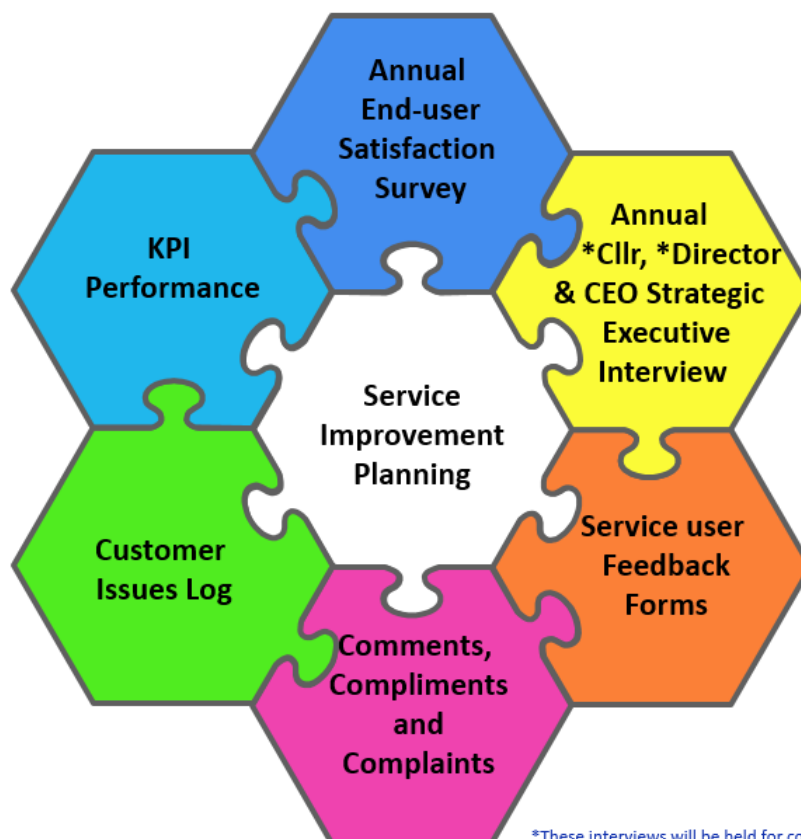 Annual
End-user
Satisfaction
Survey
Annual
*Cllr, *Director
& CEO Strategic
Executive
Interview
KPI
Performance
Service
Improvement
Planning
Service user
Feedback
Forms
Customer
Issues Log
Comments,
Compliments
and
Complaints
*These interviews will be held for